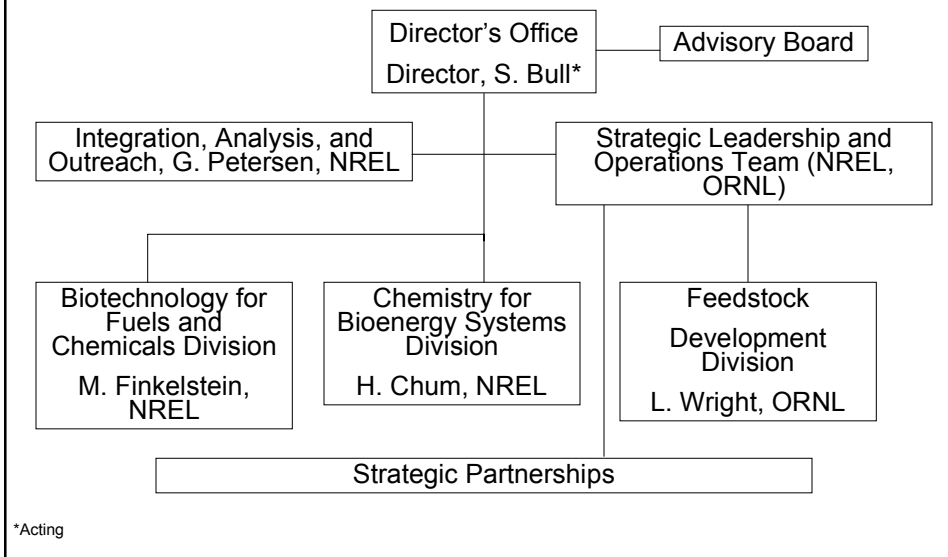 Director’s Office
Director, S. Bull*
Advisory Board
Integration, Analysis, and
Outreach, G. Petersen, NREL
Strategic Leadership and
Operations Team (NREL,
ORNL)
Biotechnology for
Fuels and
Chemicals Division
M. Finkelstein,
NREL
Chemistry for
Bioenergy Systems
Division
H. Chum, NREL
Feedstock
Development
Division
L. Wright, ORNL
Strategic Partnerships
*Acting